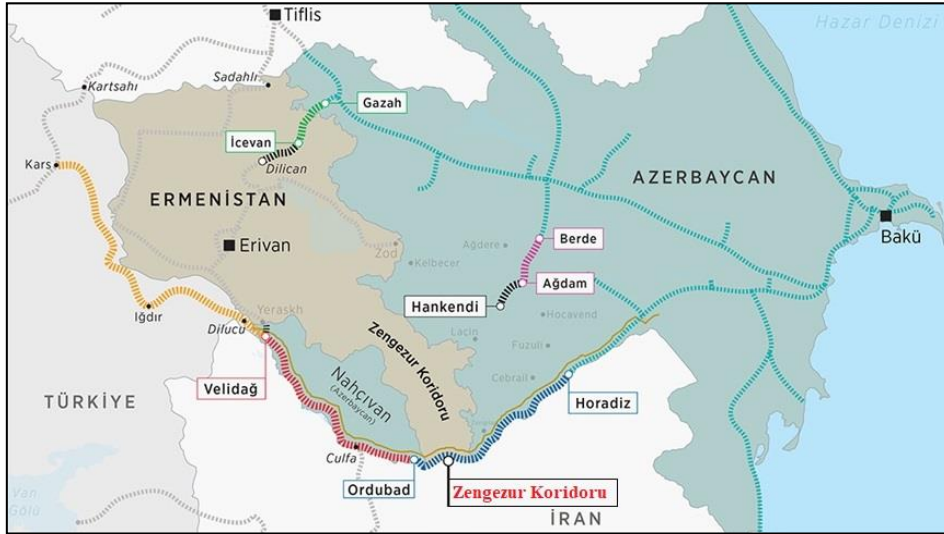 Tiflis
Hazar Denizi
Sadahlı
Kartsahı
Gazah
İcevan
Dilican
Kars
AZERBAYCAN
ERMENİSTAN
Berde
Bakü
Erivan
Ağdere
Zod
Kelbecer
Ağdam
Hankendi
Iğdır
Yeraskh
Hocavend
Difucu
Laçin
Fuzuli
Zengezur Koridoru
Velidağ
Nahçıvan
(Azerbaycan)
Cebrail
Horadiz
TÜRKİYE
Culfa
Ordubad
Zengezur Koridoru
Van
Gölü
İRAN